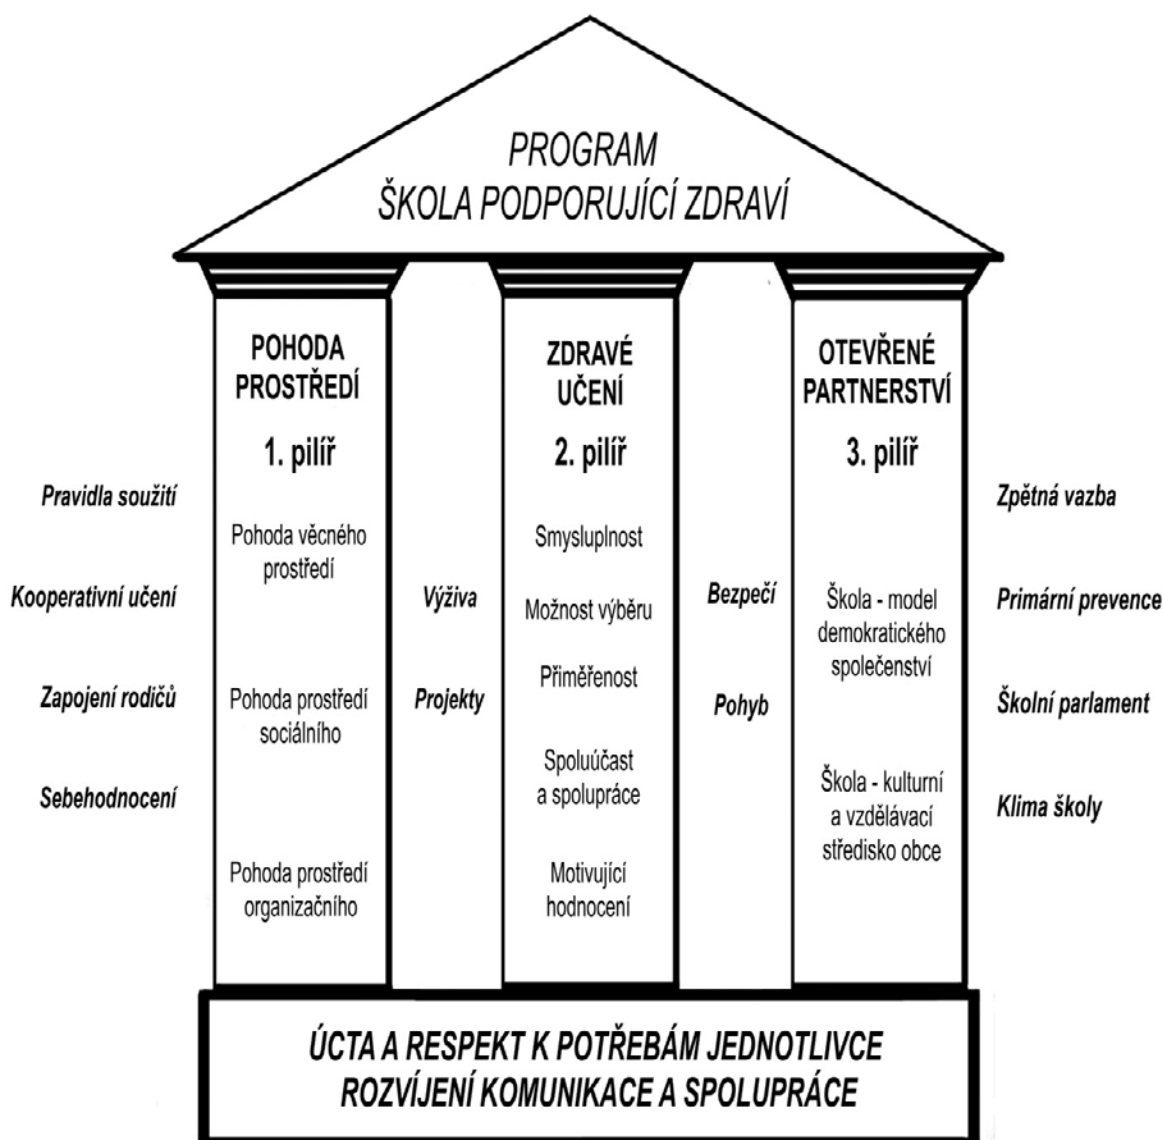 PROGRAM
ŠKOLA PODPORUJÍCÍ ZDRAVÍ
Pravidla soužití
Kooperativní učení
Zapojení rodičů
Sebehodnocení
POHODA
PROSTŘEDÍ
1. pilíř
Pohoda věcného
prostředí
Pohoda prostředí
sociálního
Pohoda prostředí
organizačního
Výživa
Projekty
ZDRAVÉ
UČENÍ
2. pilíř
Smysluplnost
Možnost výběru
Přiměřenost
Spoluúčast
a spolupráce
Motivující
hodnocení
Bezpečí
Pohyb
OTEVŘENÉ
PARTNERSTVÍ
3. pilíř
Škola - model
demokratického
společenství
Škola - kulturní
a vzdělávací
středisko obce
Zpětná vazba
Primární prevence
Školní parlament
Klima školy
ÚCTA A RESPEKT K POTŘEBÁM JEDNOTLIVCE
ROZVÍJENÍ KOMUNIKACE A SPOLUPRÁCE